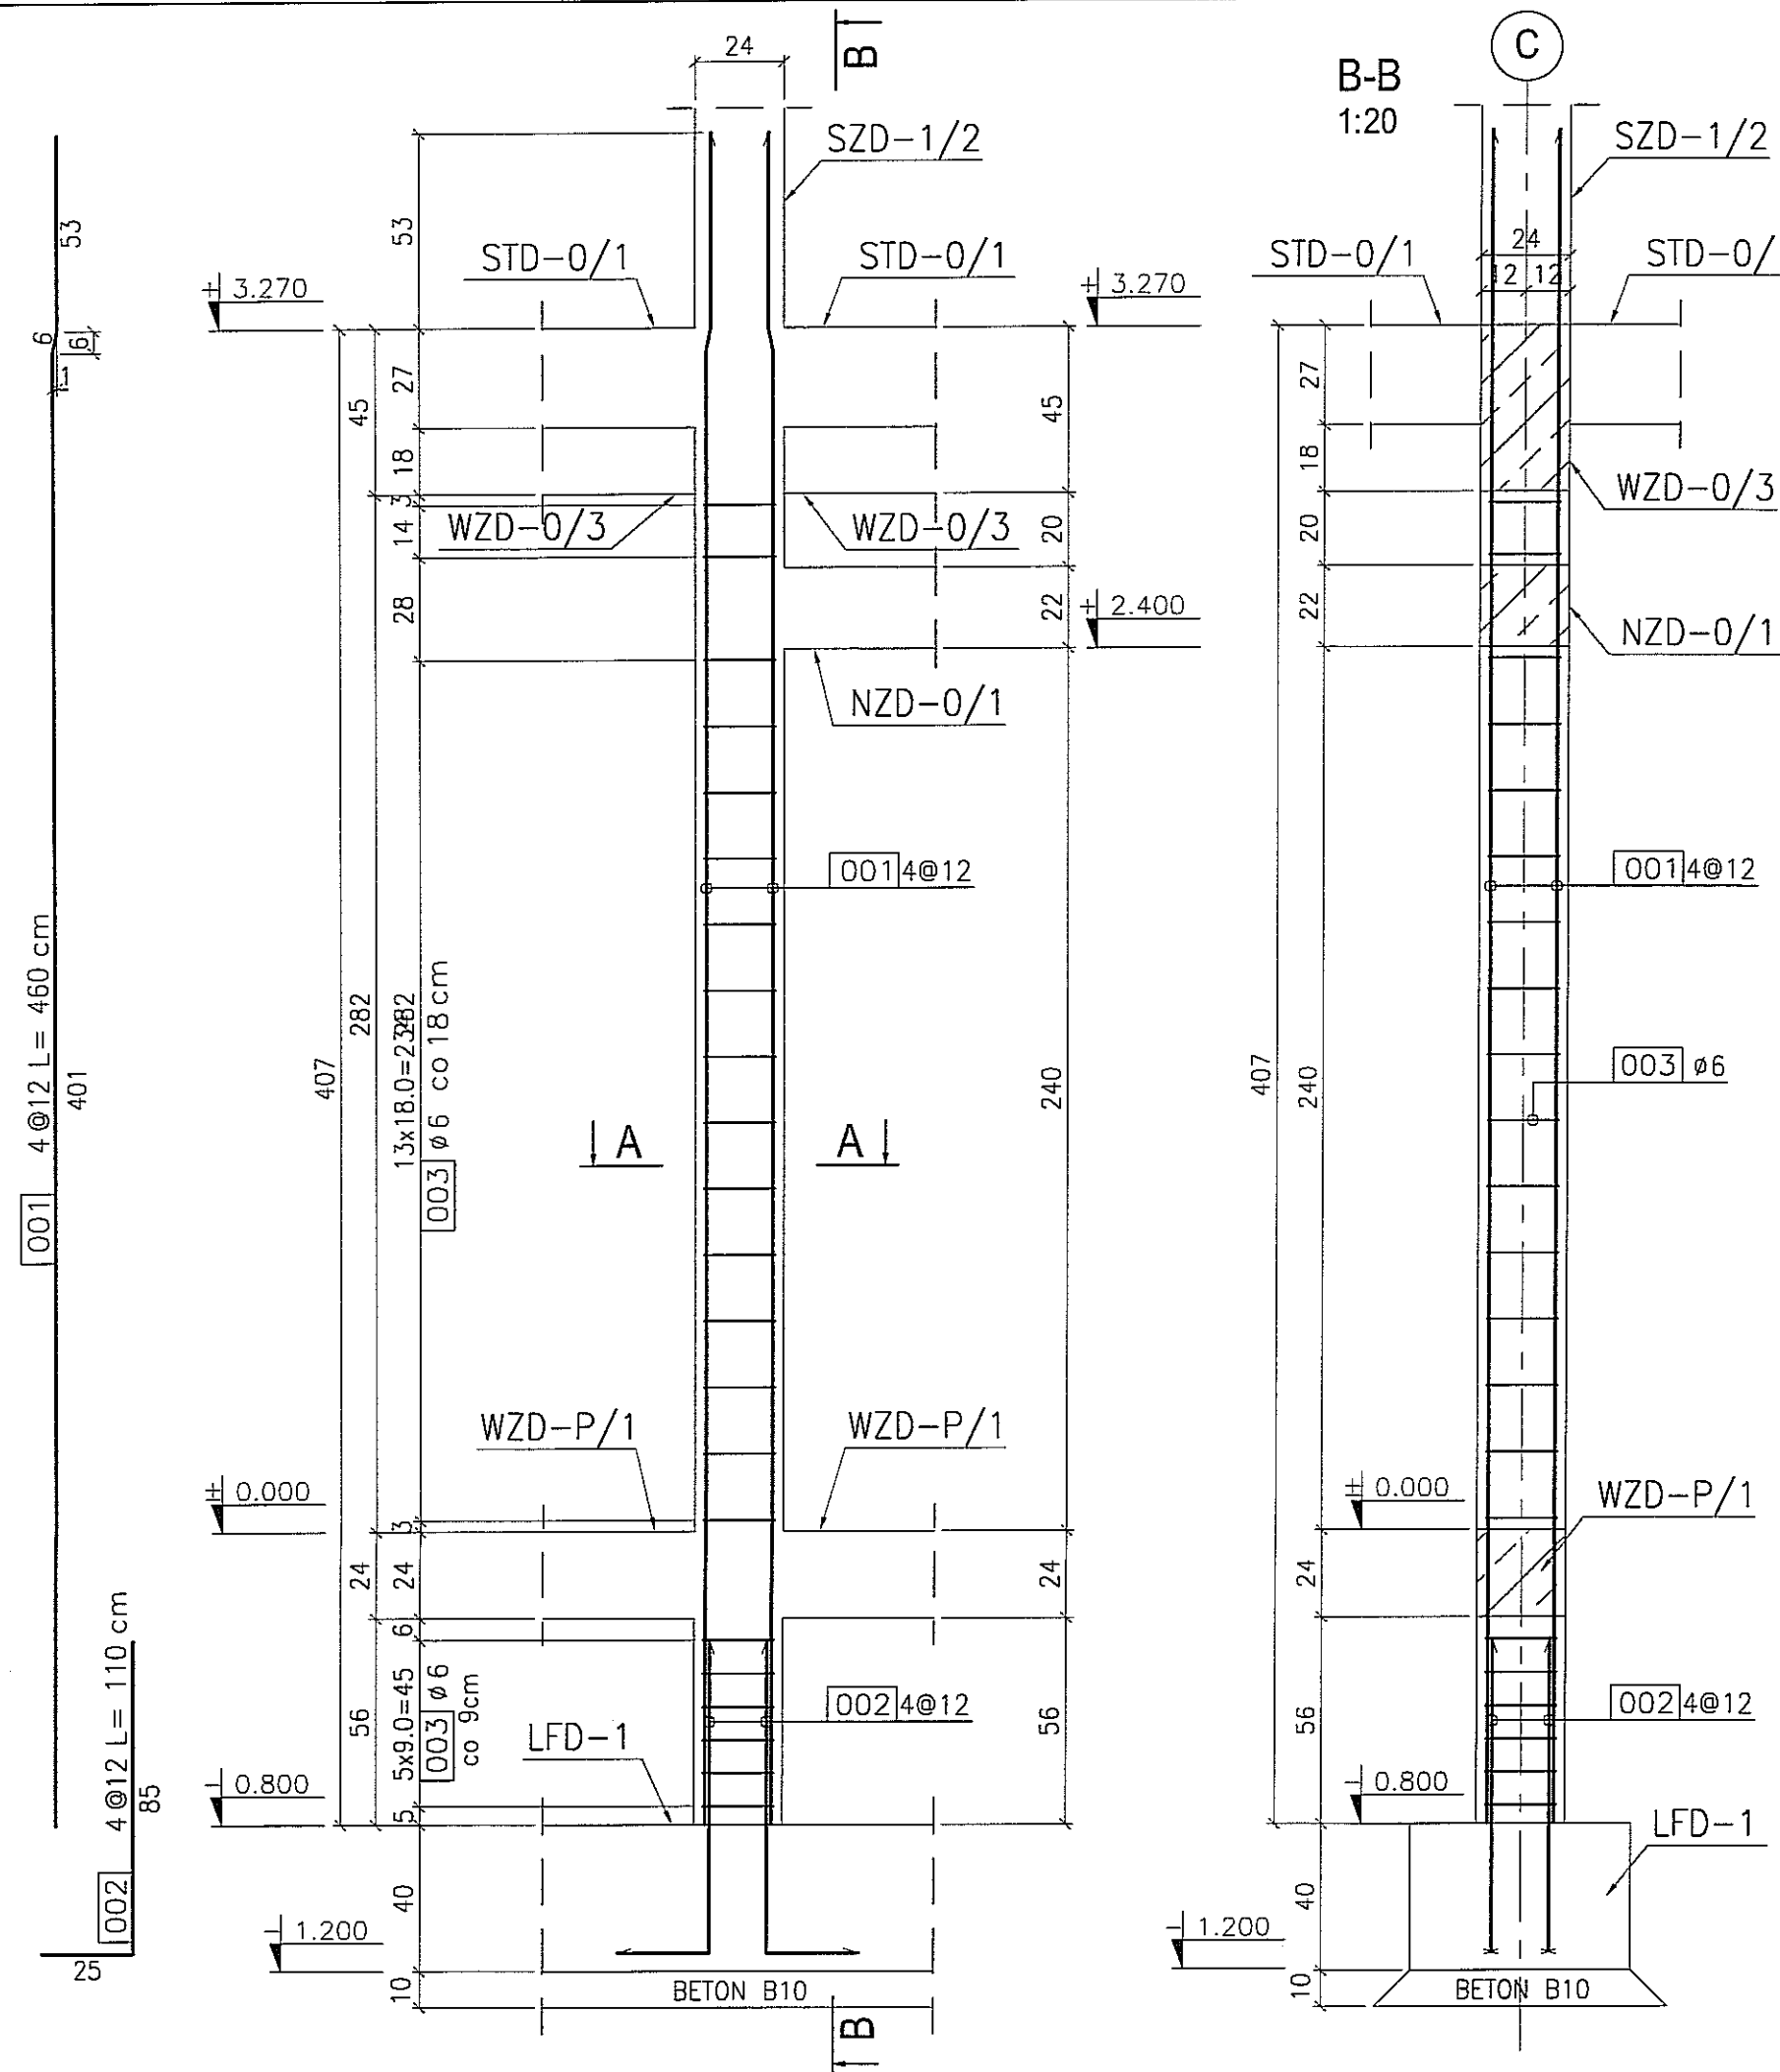 B
24
SZD-1/2
53
STD-0/1
STD-0/1
± 3.270
± 3.270
27
45
18
3
14
28
WZD-0/3
WZD-0/3
45
20
22
± 2.400
NZD-0/1
001 4@12
001 4@12 L= 460 cm
53
6
6
1
401
407
282
13x18.0=234
282
003 ø6 co 18 cm
A
A
240
WZD-P/1
WZD-P/1
± 0.000
3
24
24
6
56
5x9.0=45
003 ø6
co 9cm
5
24
56
002 4@12
LFD-1
- 0.800
40
- 1.200
10
BETON B10
B
002 4@12 L= 110 cm
85
25
B-B
1:20
C
SZD-1/2
24
12 12
STD-0/1
STD-0/
27
18
20
22
WZD-0/3
NZD-0/1
001 4@12
003 ø6
407
240
± 0.000
WZD-P/1
24
56
002 4@12
- 0.800
LFD-1
40
- 1.200
10
BETON B10